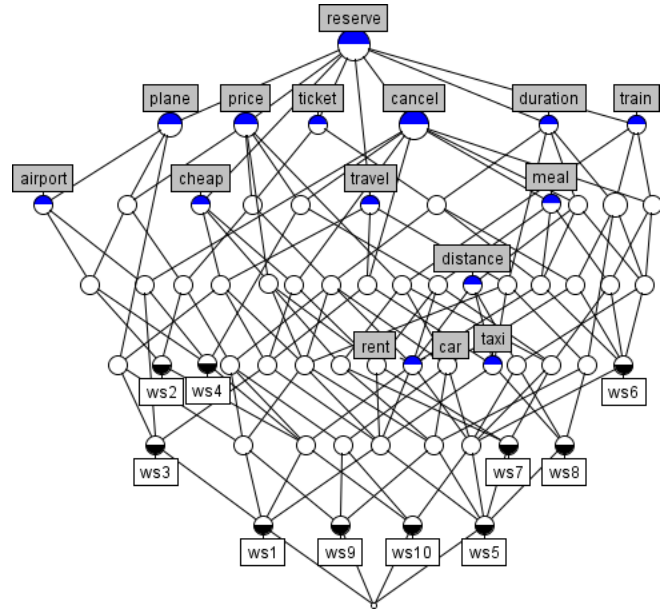 reserve
plane
price
ticket
cancel
duration
train
airport
cheap
travel
meal
distance
rent
car
taxi
ws2
ws4
ws6
ws3
ws7
ws8
ws1
ws9
ws10
ws5